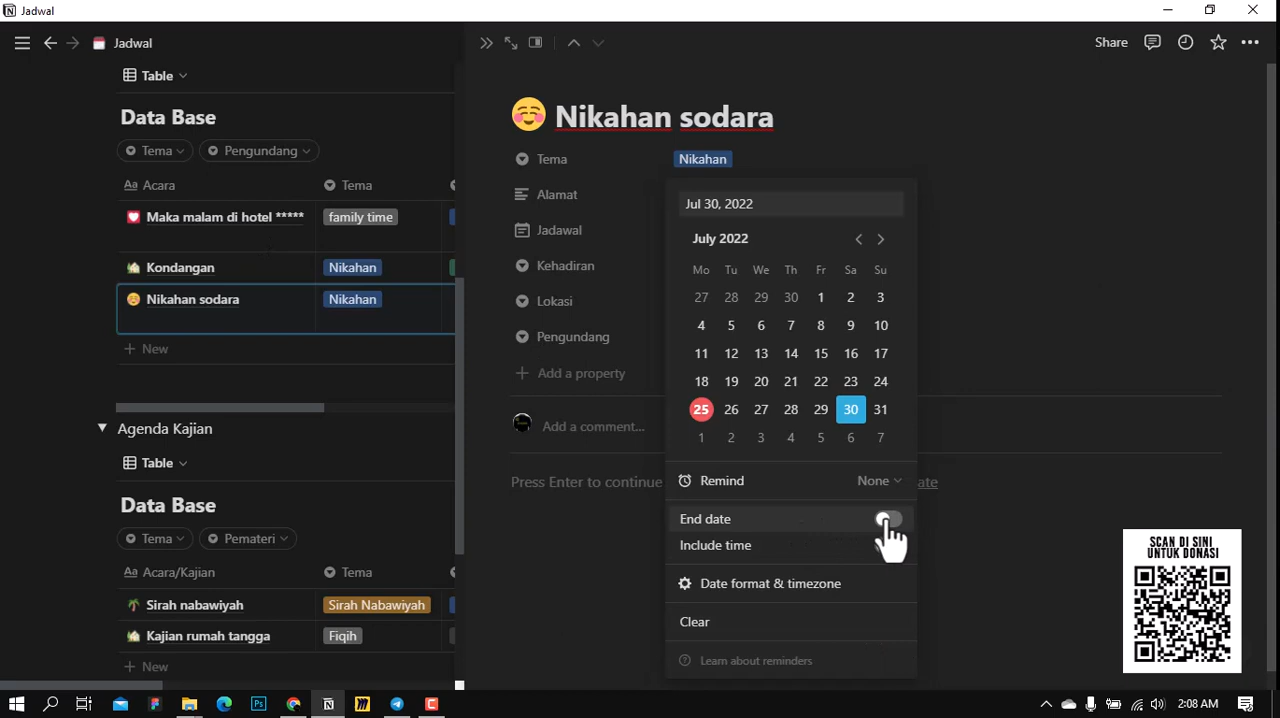 Jadwal
Jadwal
Share
Table
Data Base
Tema
Pengundang
Aa Acara
Tema
Maka malam di hotel *****
family time
Kondangan
Nikahan
Nikahan sodara
Nikahan
New
Agenda Kajian
Table
Data Base
Tema
Pemateri
Aa Acara/Kajian
Tema
Sirah nabawiyah
Sirah Nabawiyah
Kajian rumah tangga
Fiqih
New
Nikahan sodara
Tema
Nikahan
Alamat
Jadawal
Kehadiran
Lokasi
Pengundang
Add a property
Add a comment...
Press Enter to continue
ate
Jul 30, 2022
July 2022
Mo Tu We Th Fr Sa Su
27 28 29 30 1 2 3
4 5 6 7 8 9 10
11 12 13 14 15 16 17
18 19 20 21 22 23 24
25 26 27 28 29 30 31
1 2 3 4 5 6 7
Remind
None
End date
Include time
Date format & timezone
Clear
Learn about reminders
SCAN DI SINI
UNTUK DONASI
2:08 AM